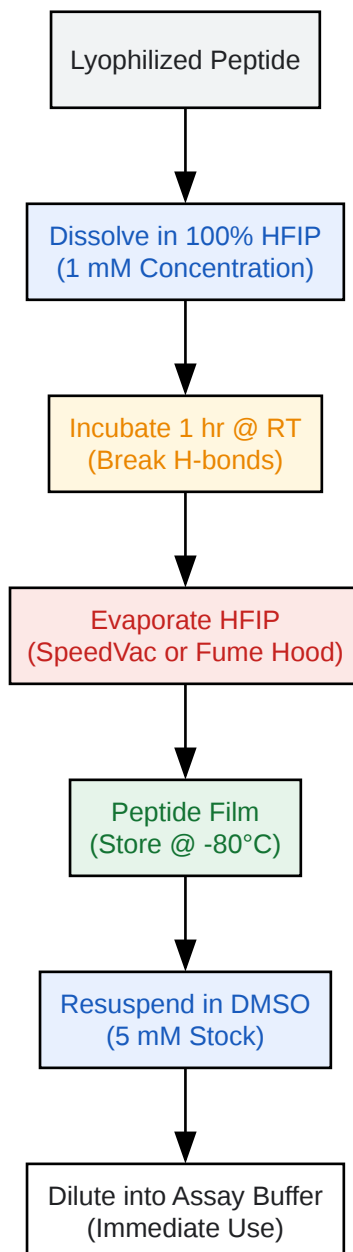 Lyophilized Peptide
Dissolve in 100% HFIP
(1 mM Concentration)
Incubate 1 hr @ RT
(Break H-bonds)
Evaporate HFIP
(SpeedVac or Fume Hood)
Peptide Film
(Store @ -80°C)
Resuspend in DMSO
(5 mM Stock)
Dilute into Assay Buffer
(Immediate Use)